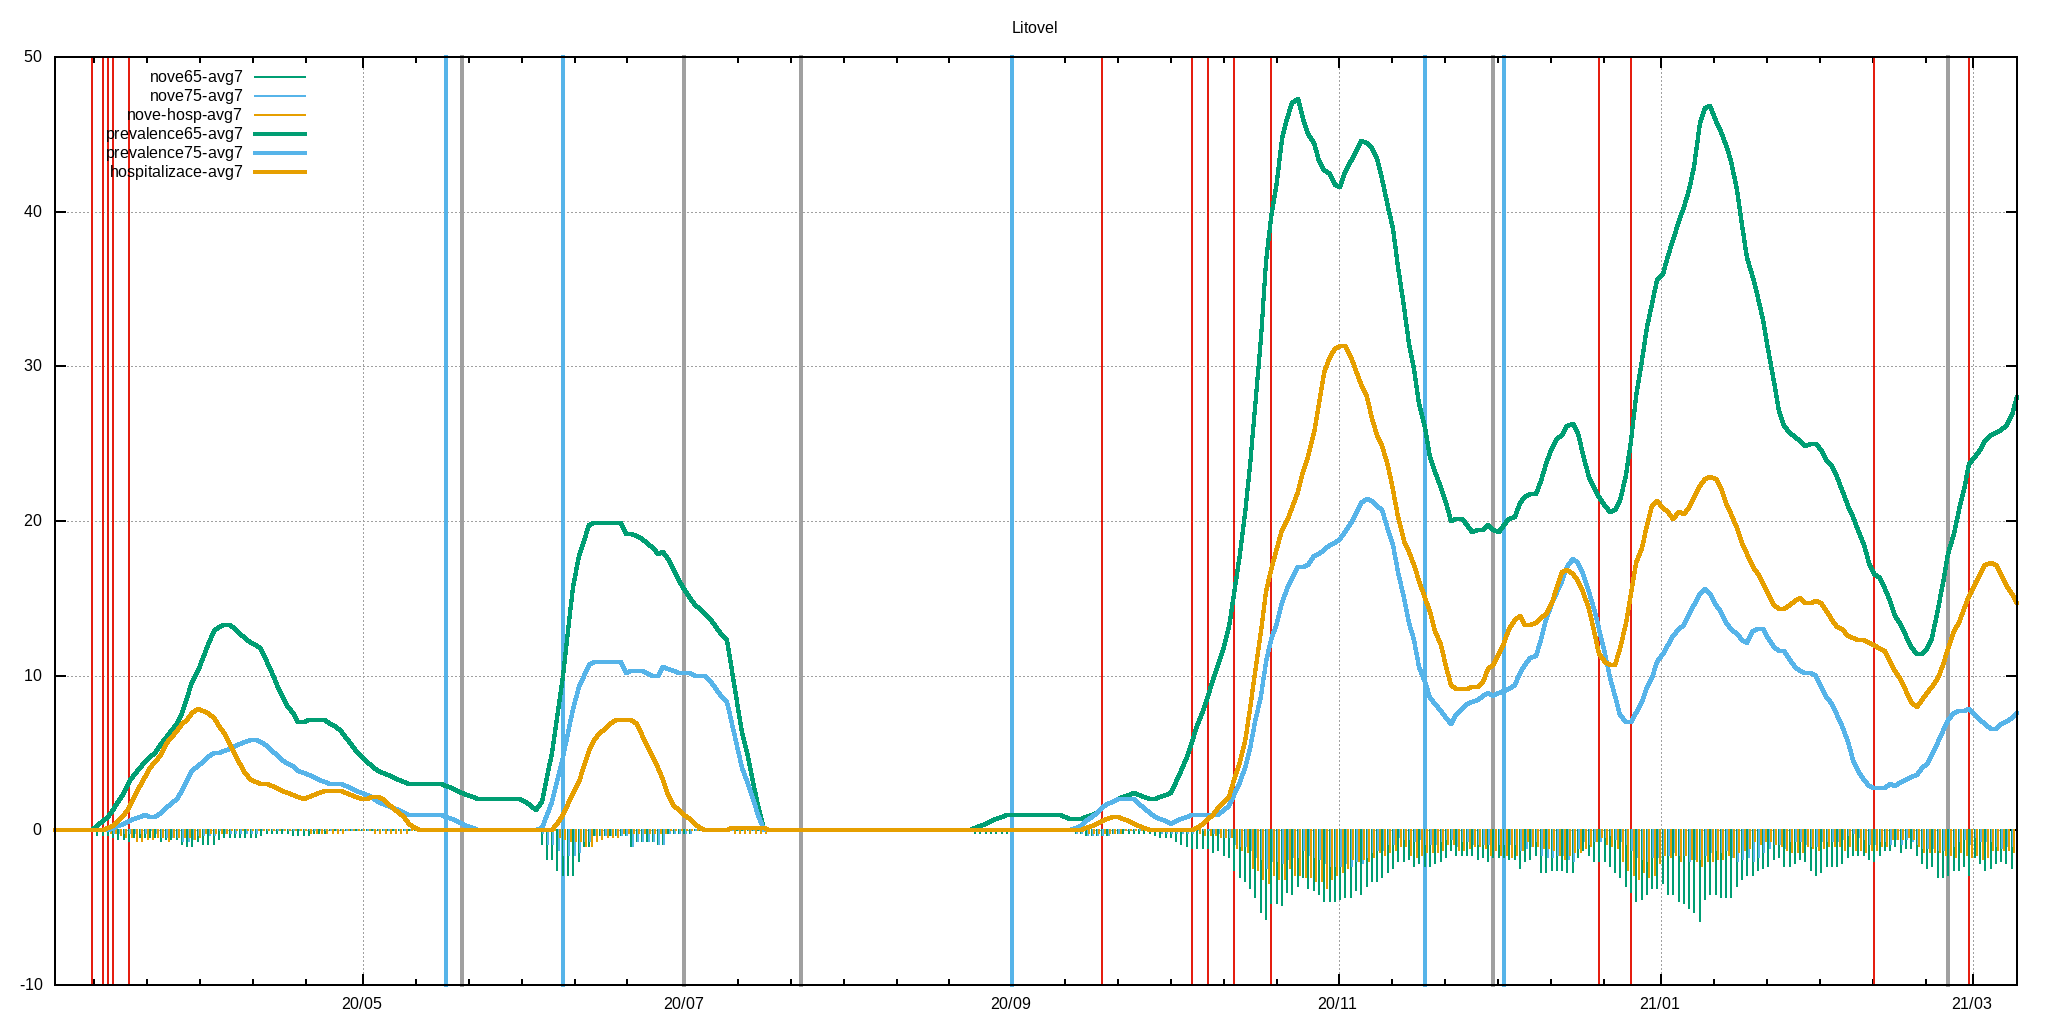 Litovel
50
nove65-avg7
nove75-avg7
nove-hosp-avg7
prevalence65-avg7
prevalence75-avg7
hospitalizace-avg7
40
30
20
10
0
-10
20/05 20/07 20/09 20/11 21/01 21/03